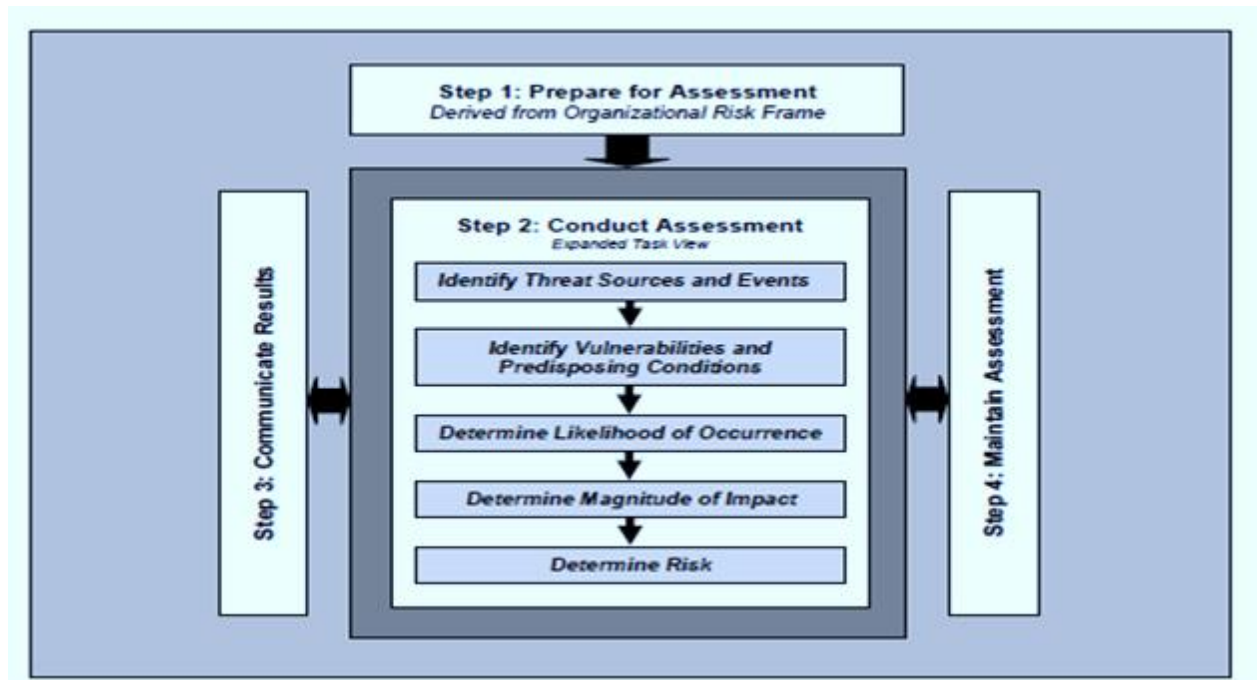 Step 1: Prepare for Assessment
Derived from Organizational Risk Frame
Step 2: Conduct Assessment
Expanded Task View
Identify Threat Sources and Events
Identify Vulnerabilities and
Predisposing Conditions
Determine Likelihood of Occurrence
Determine Magnitude of Impact
Determine Risk
Step 3: Communicate Results
Step 4: Maintain Assessment